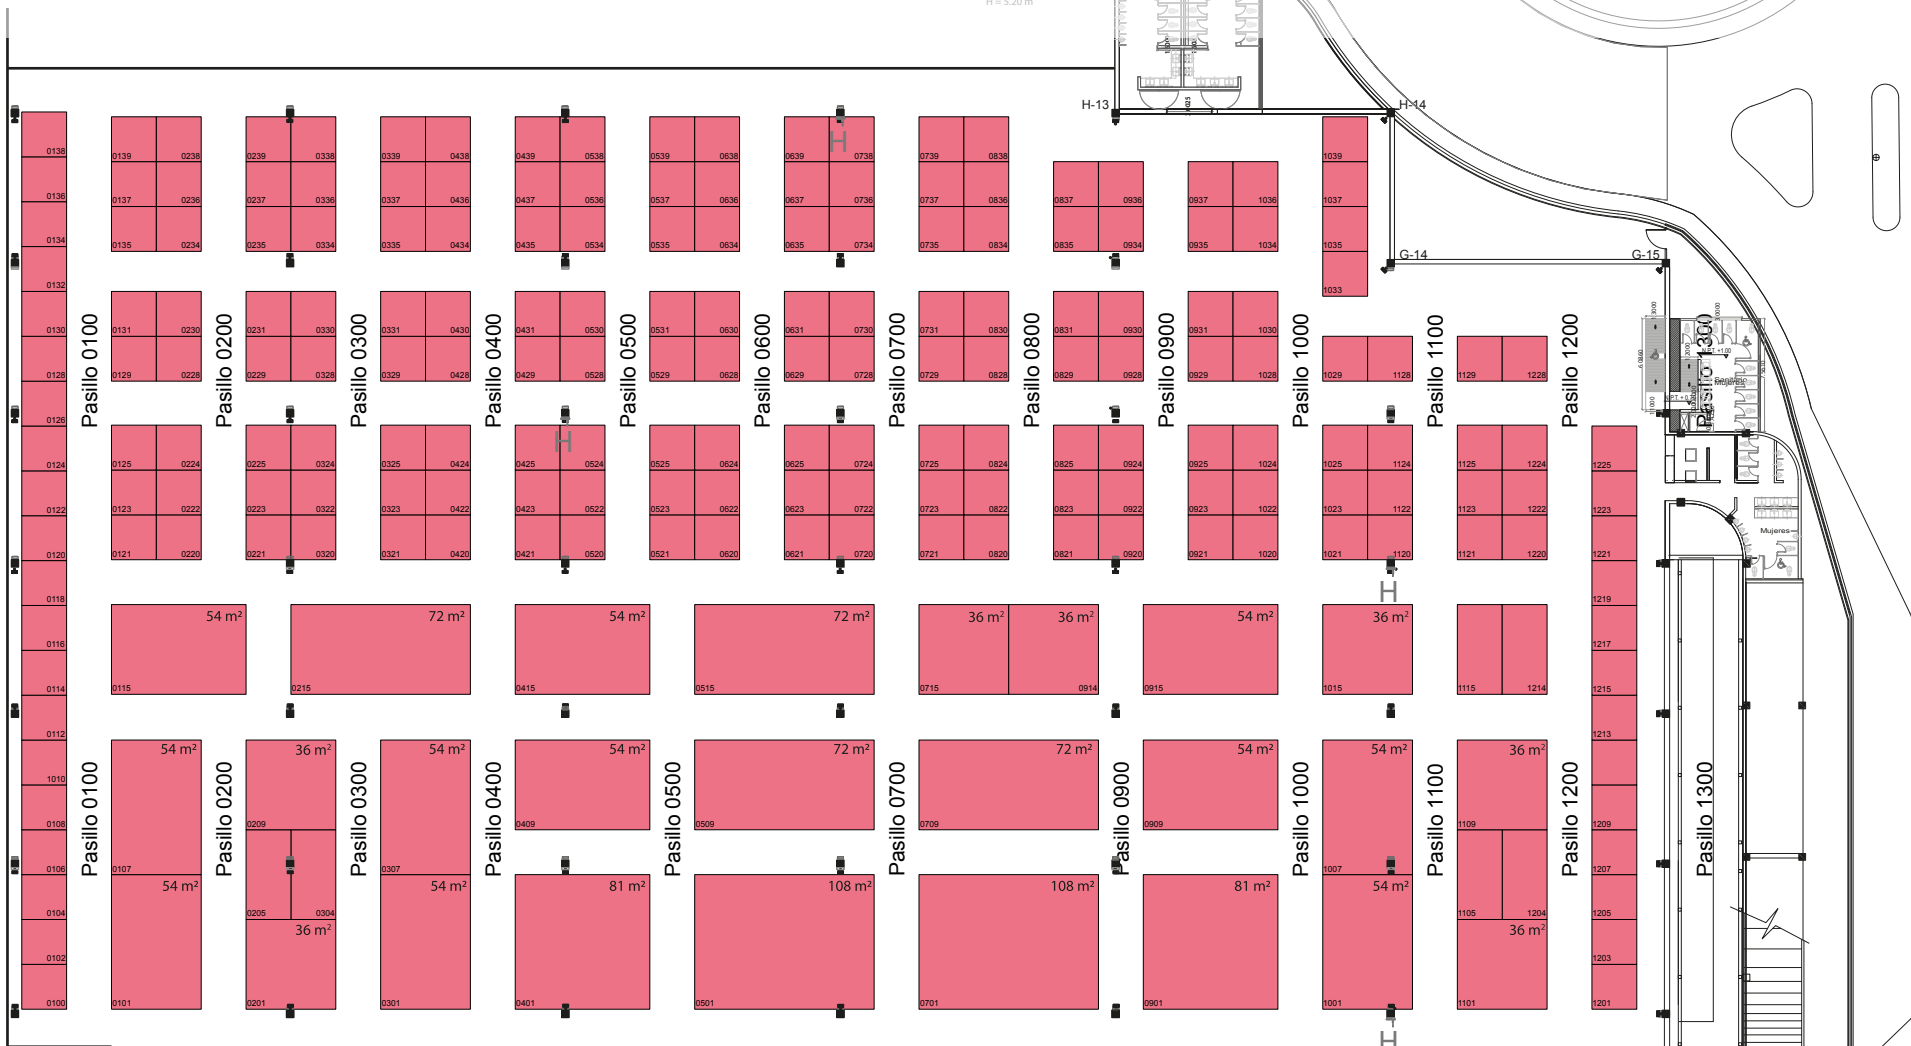 H = 5.20 m
H-13
H-14
H
0138
0139 0238 0239 0338 0339 0438 0439 0538 0539 0638 0639 0738 0739 0838 1039
0136
0137 0236 0237 0336 0337 0436 0437 0536 0537 0636 0637 0736 0737 0836 0837 0936 0937 1036 1037
0134
0135 0234 0235 0334 0335 0434 0435 0534 0535 0634 0635 0734 0735 0834 0835 0934 0935 1034 1035
G-14
G-15
0132
1033
0130
0131 0230 0231 0330 0331 0430 0431 0530 0531 0630 0631 0730 0731 0830 0831 0930 0931 1030
0128
0129 0228 0229 0328 0329 0428 0429 0528 0529 0628 0629 0728 0729 0828 0829 0928 0929 1028 1029 1128 1129 1228
Pasillo 0100
Pasillo 0200
Pasillo 0300
Pasillo 0400
Pasillo 0500
Pasillo 0600
Pasillo 0700
Pasillo 0800
Pasillo 0900
Pasillo 1000
Pasillo 1100
Pasillo 1200
Pasillo 1300
N.P.T. +1.00
Mujeres
0126
H
0124
0125 0224 0225 0324 0325 0424 0425 0524 0525 0624 0625 0724 0725 0824 0825 0924 0925 1024 1025 1124 1125 1224 1225
0122
0123 0222 0223 0322 0323 0422 0423 0522 0523 0622 0623 0722 0723 0822 0823 0922 0923 1022 1023 1122 1123 1222 1223
Mujeres
0120
0121 0220 0221 0320 0321 0420 0421 0520 0521 0620 0621 0720 0721 0820 0821 0920 0921 1020 1021 1120 1121 1220 1221
H
0118
1219
54 m² 72 m² 54 m² 72 m² 36 m² 36 m² 54 m² 36 m²
0116
1217
0114
0115 0215 0415 0515 0715 0914 0915 1015 1115 1214 1215
0112
1213
54 m² 36 m² 54 m² 54 m² 72 m² 72 m² 54 m² 54 m² 36 m²
1010
Pasillo 0100
Pasillo 0200
Pasillo 0300
Pasillo 0400
Pasillo 0500
Pasillo 0700
Pasillo 0900
Pasillo 1000
Pasillo 1100
Pasillo 1200
Pasillo 1300
0108
0209 0409 0509 0709 0909 1109 1209
0106
0107 0307 1007 1207
54 m² 54 m² 81 m² 108 m² 108 m² 81 m² 54 m²
0104
0205 0304 1105 1204 1205
36 m² 36 m²
0102
1203
0100
0101 0201 0301 0401 0501 0701 0901 1001 1101 1201
H